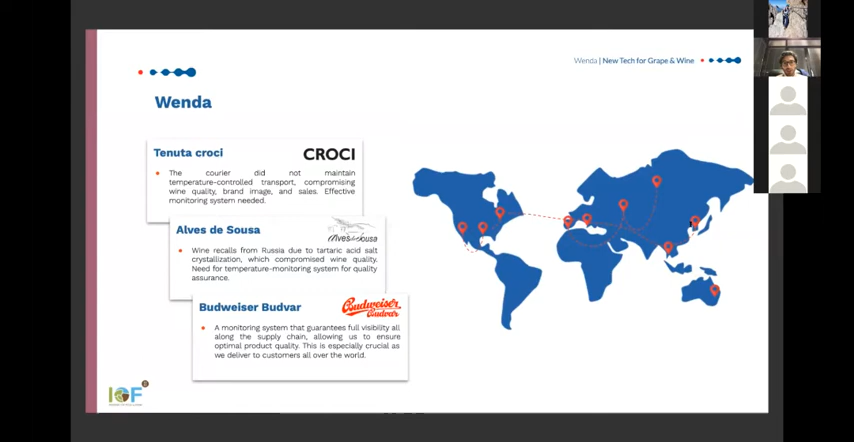 Wenda | New Tech for Grape & Wine
Wenda
Tenuta croci
CROCI
The courier did not maintain
temperature-controlled transport, compromising
wine quality, brand image, and sales. Effective
monitoring system needed.
Alves de Sousa
Alves de Sousa
Wine recalls from Russia due to tartaric acid salt
crystallization, which compromised wine quality.
Need for temperature-monitoring system for quality
assurance.
Budweiser Budvar
Budweiser
Budvar
A monitoring system that guarantees full visibility all
along the supply chain, allowing us to ensure
optimal product quality. This is especially crucial as
we deliver to customers all over the world.
IOF